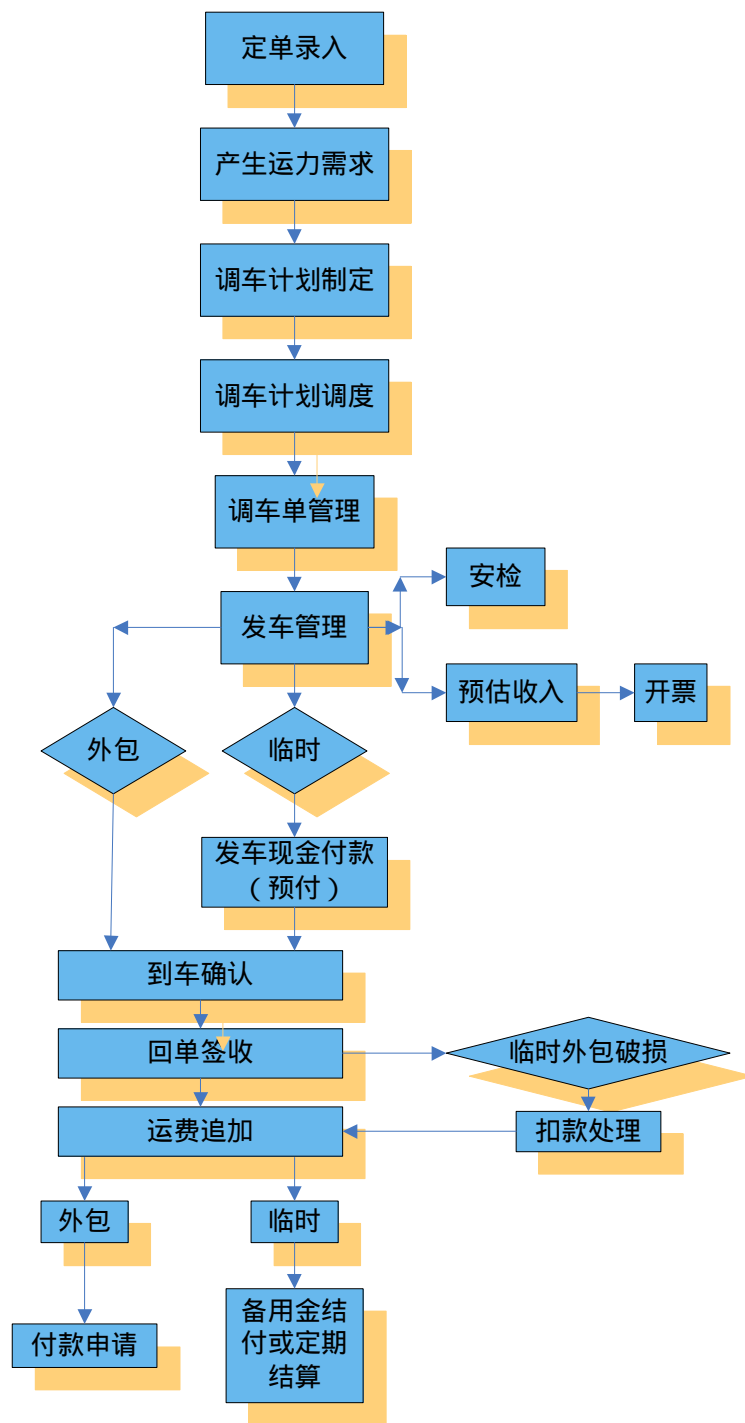 定单录入
产生运力需求
调车计划制定
调车计划调度
调车单管理
安检
发车管理
预估收入
开票
外包
临时
发车现金付款
（预付）
到车确认
回单签收
临时外包破损
运费追加
扣款处理
外包
临时
付款申请
备用金结
付或定期
结算